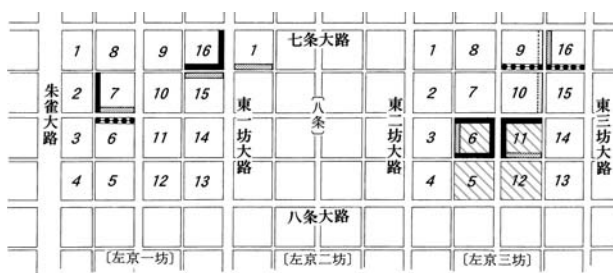 七条大路
1 8 9 16 1 1 8 9 16
2 7 10 15 2 7 10 15
朱雀大路
東一坊大路
〔八条〕
東二坊大路
東三坊大路
3 6 11 14 3 6 11 14
4 5 12 13 4 5 12 13
八条大路
〔左京一坊〕 〔左京二坊〕 〔左京三坊〕